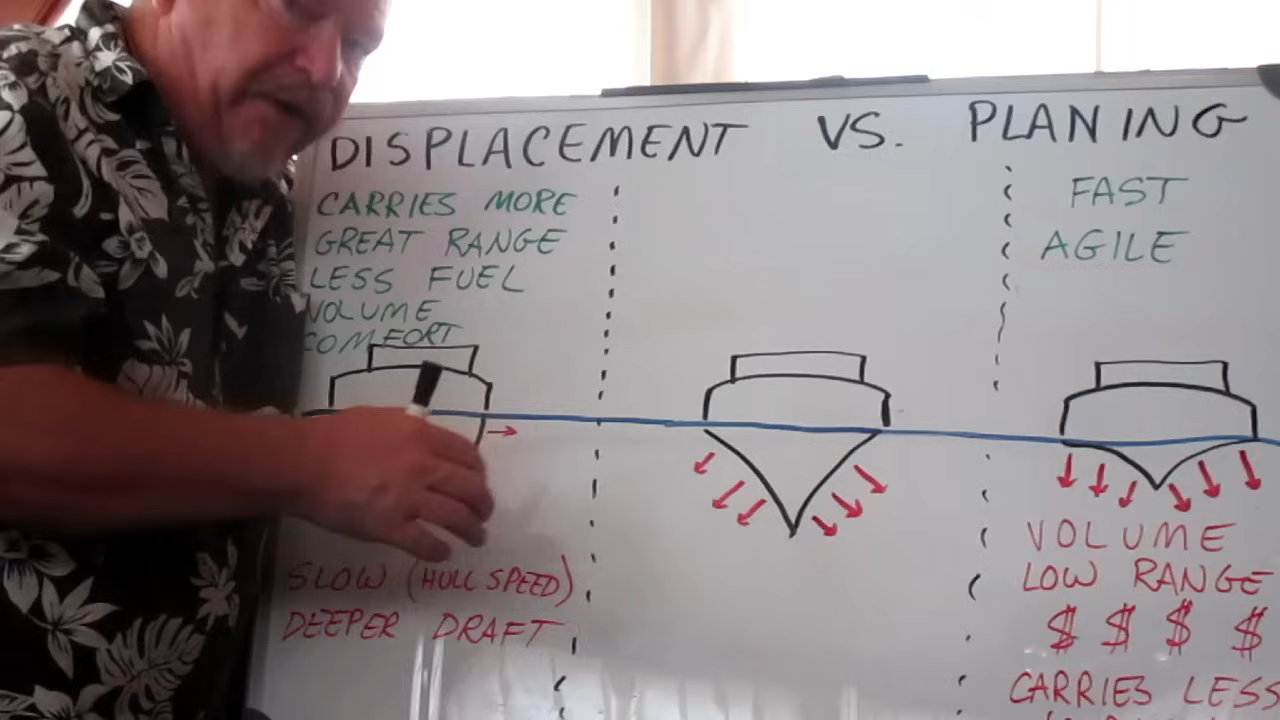 DISPLACEMENT VS. PLANING
CARRIES MORE
GREAT RANGE
LESS FUEL
VOLUME
COMFORT
SLOW (HULL SPEED)
DEEPER DRAFT
FAST
AGILE
VOLUME
LOW RANGE
$ $ $ $
CARRIES LESS